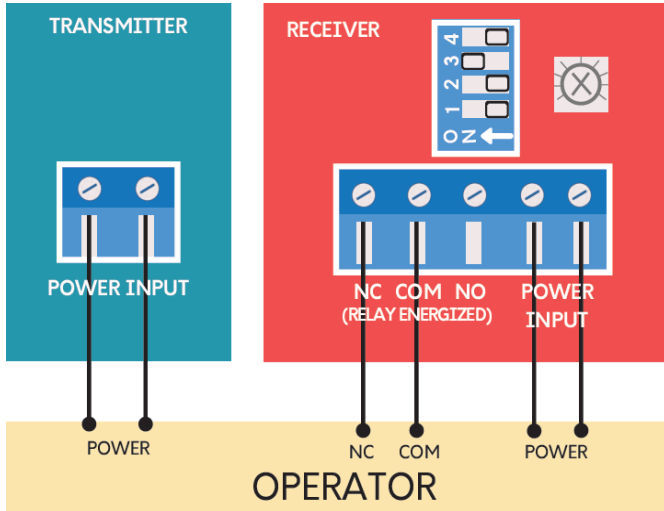 TRANSMITTER
POWER INPUT
RECEIVER
4
3
2
1
ON
NC COM NO
(RELAY ENERGIZED)
POWER
INPUT
POWER
NC COM
POWER
OPERATOR